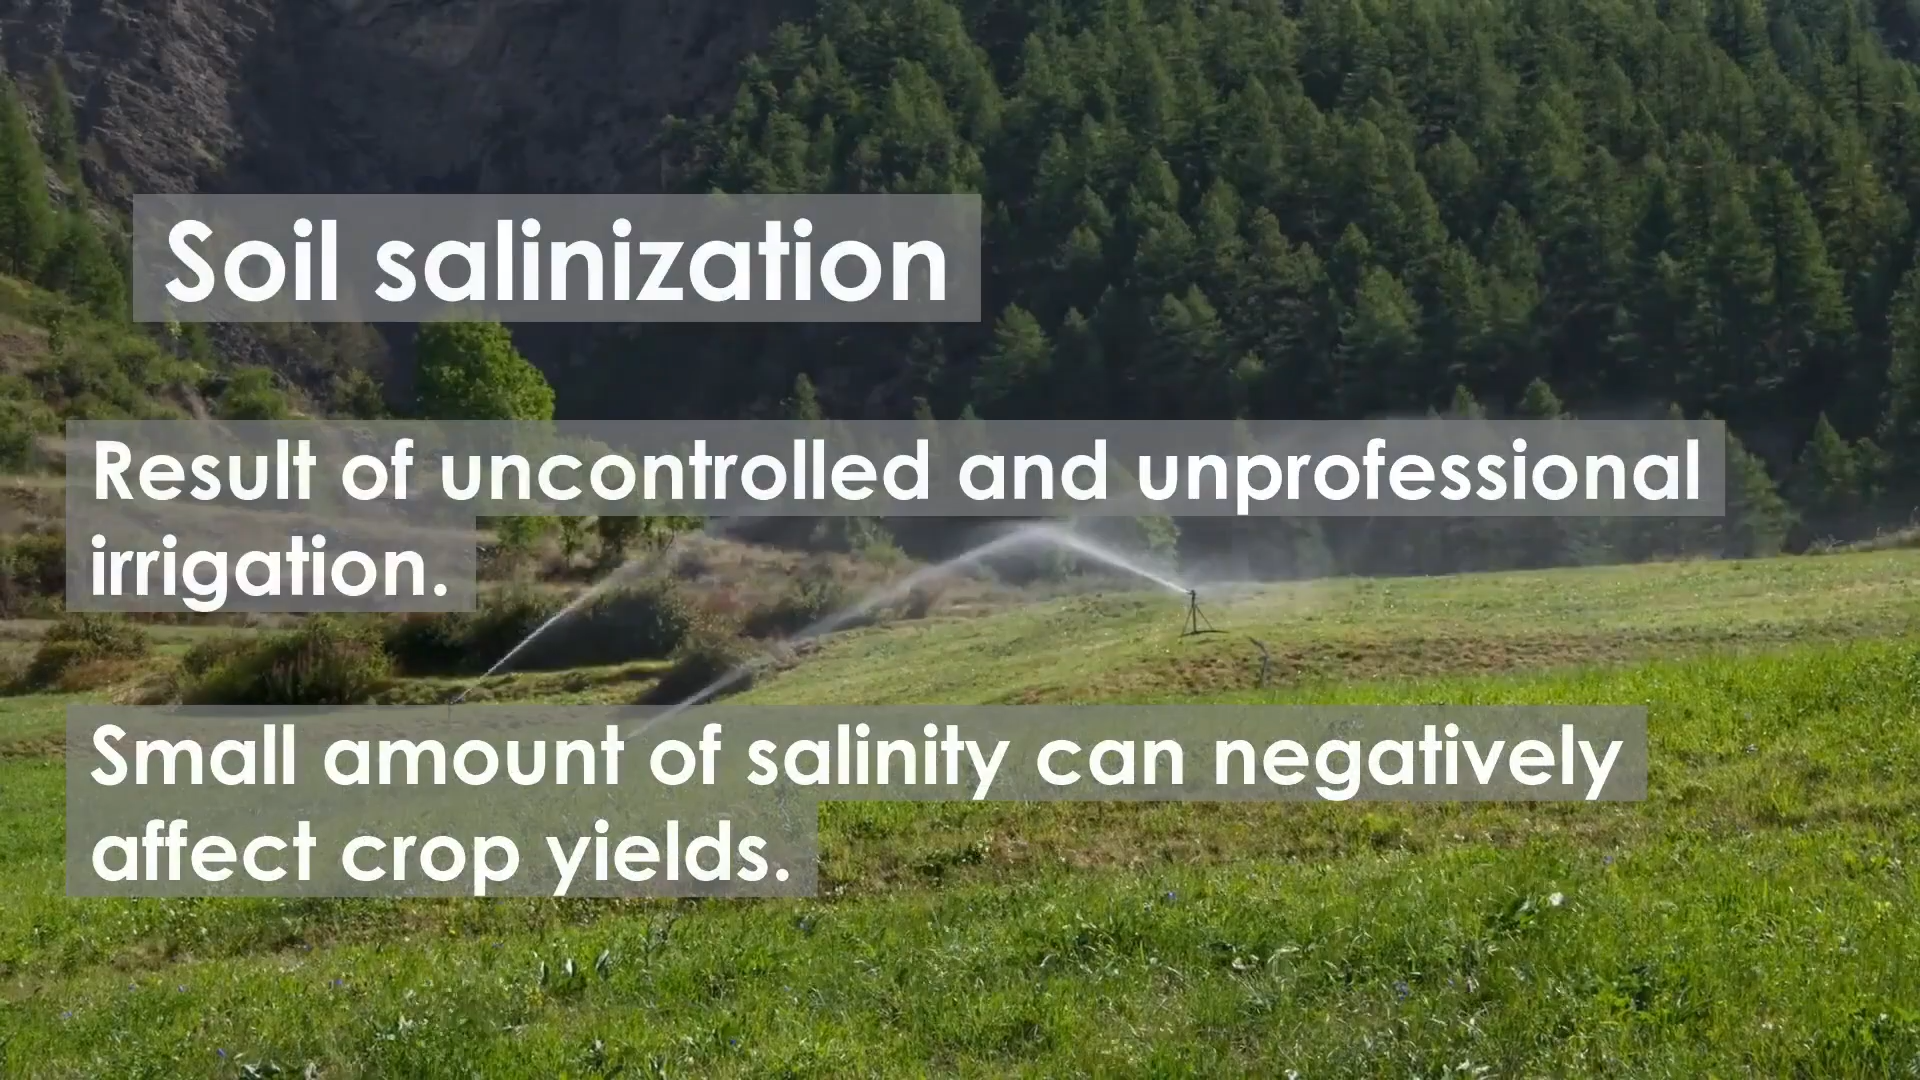 Soil salinization
Result of uncontrolled and unprofessional
irrigation.
Small amount of salinity can negatively
affect crop yields.